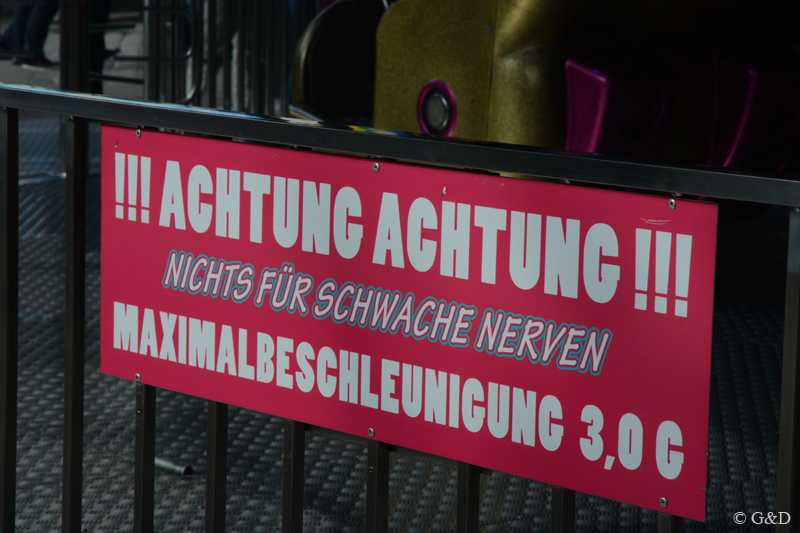 !!! ACHTUNG ACHTUNG !!!
NICHTS FÜR SCHWACHE NERVEN
MAXIMALBESCHLEUNIGUNG 3,0 G
© G&D